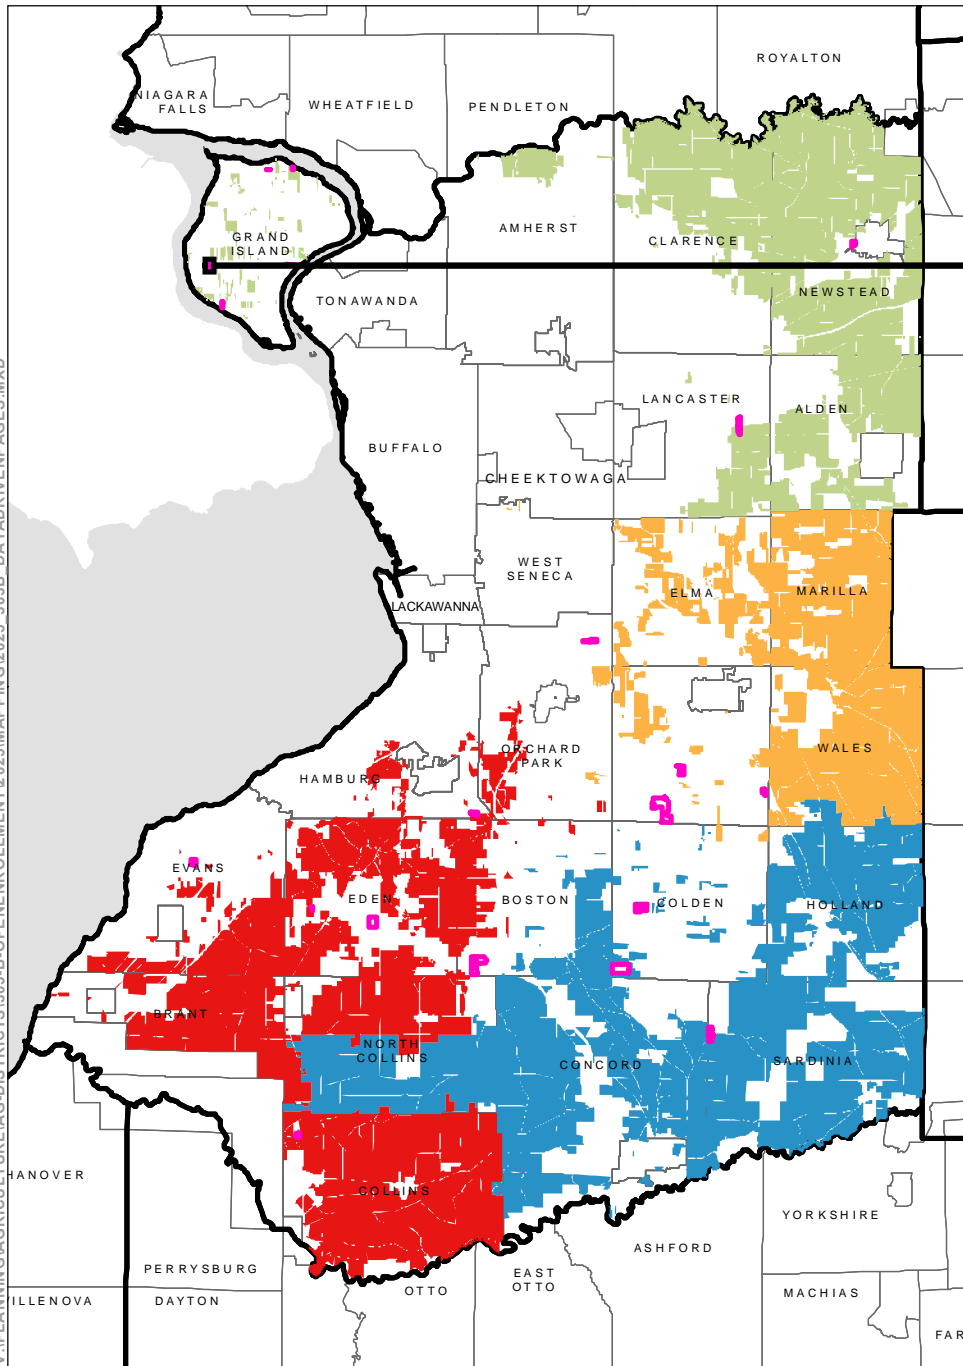 ROYALTON
NIAGARA
FALLS
WHEATFIELD
PENDLETON
GRAND
ISLAND
AMHERST
CLARENCE
NEWSTEAD
TONAWANDA
LANCASTER
ALDEN
BUFFALO
CHEEKTOWAGA
WEST
SENECA
ELMA
MARILLA
LACKAWANNA
ORCHARD
PARK
WALES
HAMBURG
EVANS
EDEN
BOSTON
COLDEN
HOLLAND
BRANT
NORTH
COLLINS
CONCORD
SARDINIA
HANOVER
COLLINS
YORKSHIRE
ASHFORD
PERRYSBURG
EAST
OTTO
OTTO
MACHIAS
ILLENOVA
DAYTON
FAR